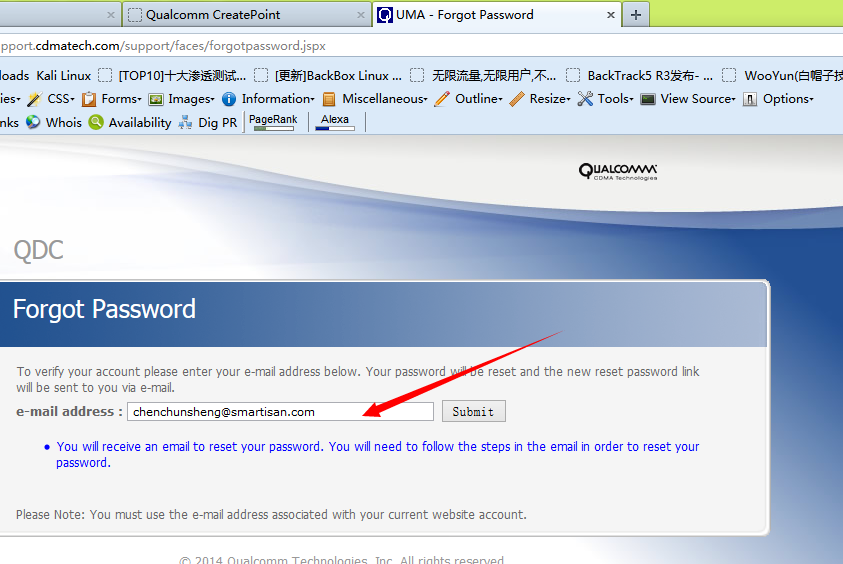 Qualcomm CreatePoint
UMA - Forgot Password
pport.cdmatech.com/support/faces/forgotpassword.jspx
oads Kali Linux [TOP10]十大渗透测试... [更新]BackBox Linux ... 无限流量,无限用户,不... BackTrack5 R3发布- ... WooYun(白帽子技
ies CSS Forms Images Information Miscellaneous Outline Resize Tools View Source Options
nks Whois Availability Dig PR PageRank Alexa
QUALCOMM
CDMA Technologies
QDC
Forgot Password
To verify your account please enter your e-mail address below. Your password will be reset and the new reset password link
will be sent to you via e-mail.
e-mail address : chenchunsheng@smartisan.com Submit
• You will receive an email to reset your password. You will need to follow the steps in the email in order to reset your
password.
Please Note: You must use the e-mail address associated with your current website account.
© 2014 Qualcomm Technologies, Inc. All rights reserved